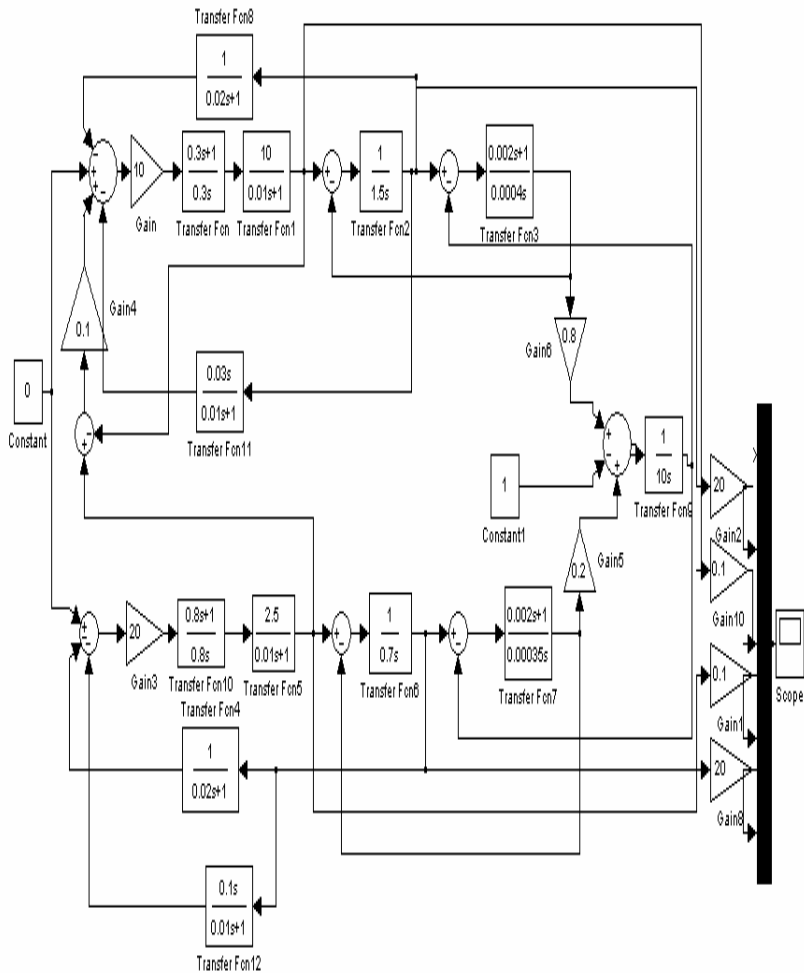 Transfer Fcn8
1
0.02s+1
10
Gain
0.3s+1
0.3s
Transfer Fcn
10
0.01s+1
Transfer Fcn1
1
1.5s
Transfer Fcn2
0.002s+1
0.0004s
Transfer Fcn3
0.1
Gain4
0.8
Gain6
0
Constant
0.03s
0.01s+1
Transfer Fcn11
1
Constant1
1
10s
Transfer Fcn9
0.2
Gain5
20
Gain2
0.1
Gain10
0.1
Gain1
20
Gain8
Scope
20
Gain3
0.8s+1
0.8s
Transfer Fcn10
2.5
0.01s+1
Transfer Fcn5
1
0.7s
Transfer Fcn6
0.002s+1
0.00035s
Transfer Fcn7
Transfer Fcn4
1
0.02s+1
0.1s
0.01s+1
Transfer Fcn12